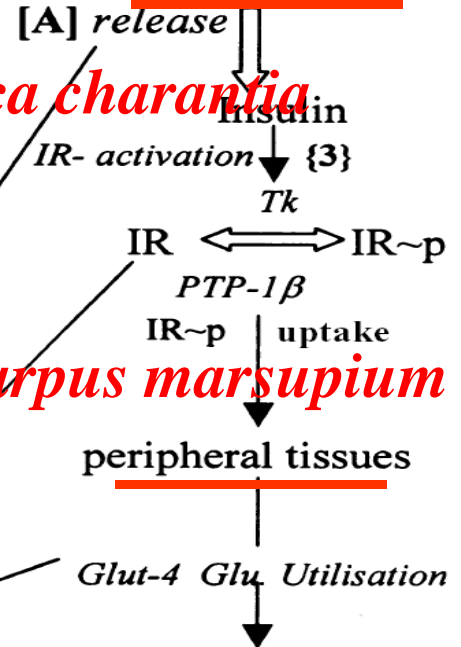 [A] release
ca charantia
Insulin
IR- activation {3}
Tk
IR IR~p
PTP-1β
IR~p uptake
arpus marsupium
peripheral tissues
Glut-4 Glu Utilisation